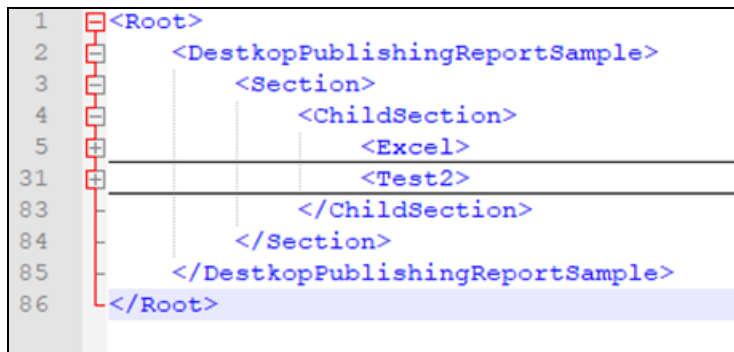 1 <Root>
2 <DestkopPublishingReportSample>
3 <Section>
4 <ChildSection>
5 <Excel>
31 <Test2>
83 </ChildSection>
84 </Section>
85 </DestkopPublishingReportSample>
86 </Root>